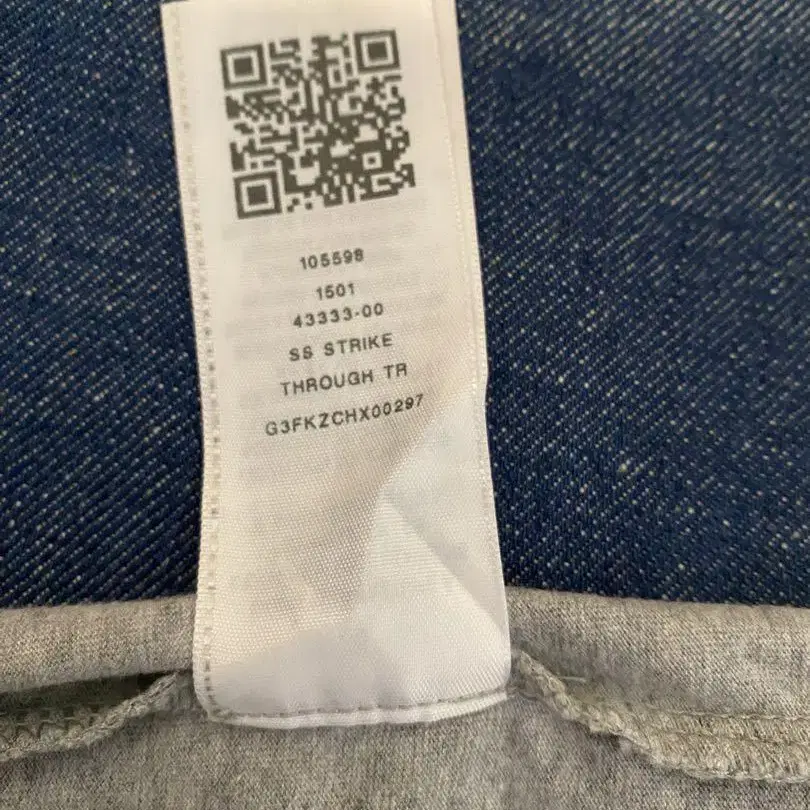 105598
1501
43333-00
SS STRIKE
THROUGH TR
G3FKZCHX00297